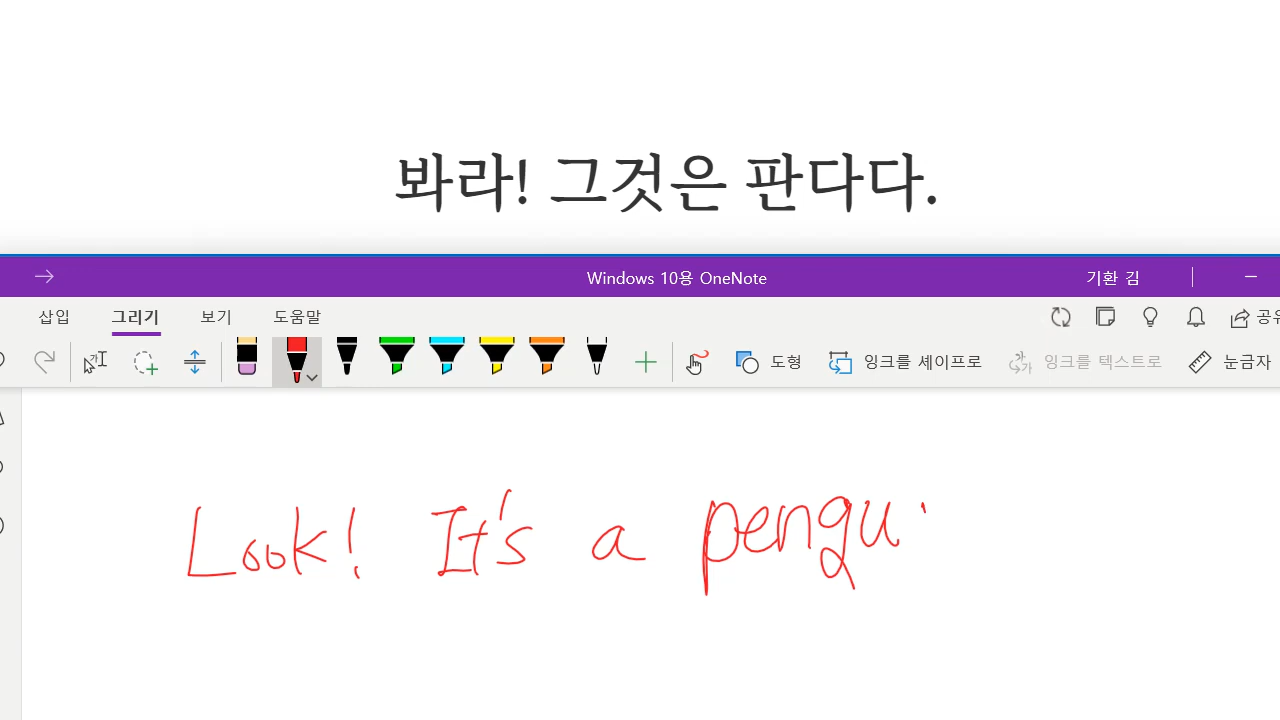 봐라! 그것은 판다다.
Windows 10용 OneNote 기환 김
삽입 그리기 보기 도움말 공유
도형 잉크를 셰이프로 잉크를 텍스트로 눈금자
Look! It's a pengu